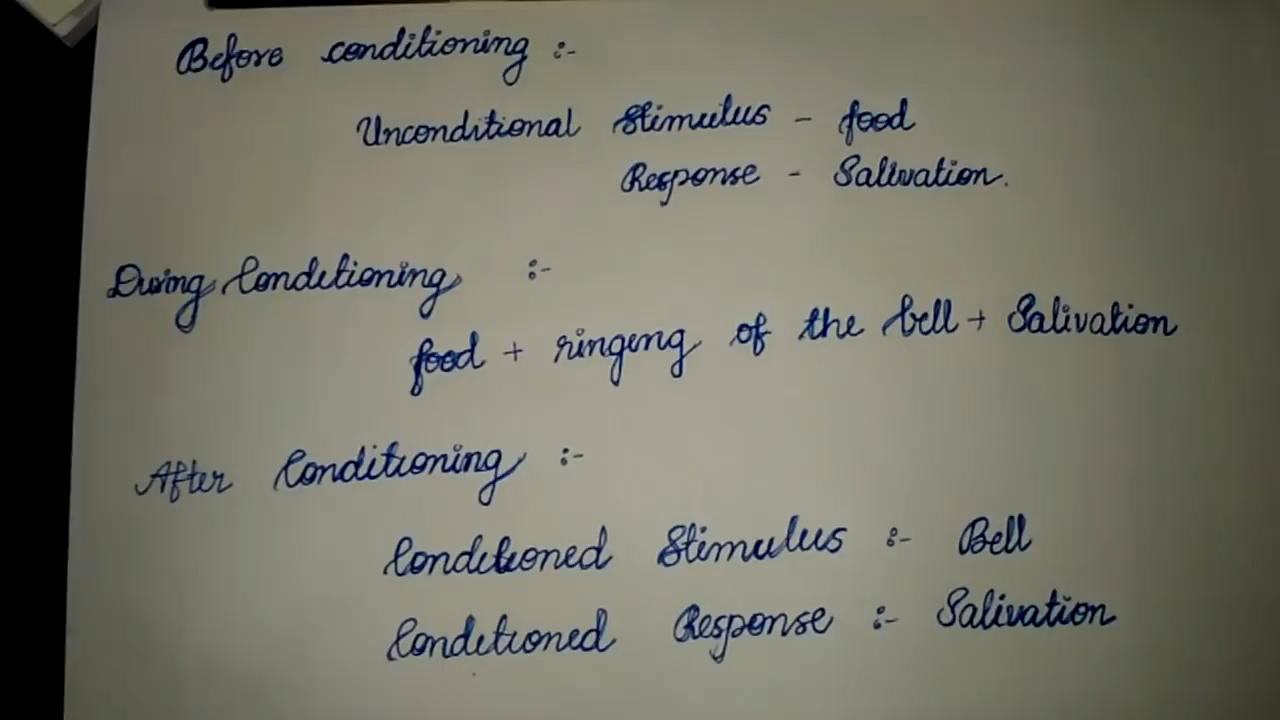 Before conditioning :-
Unconditional Stimulus - food
Response - Salivation.
During Conditioning :-
food + ringeng of the bell + Salivation
After Conditioning :-
Conditioned Stimulus :- Bell
Conditioned Response :- Salivation